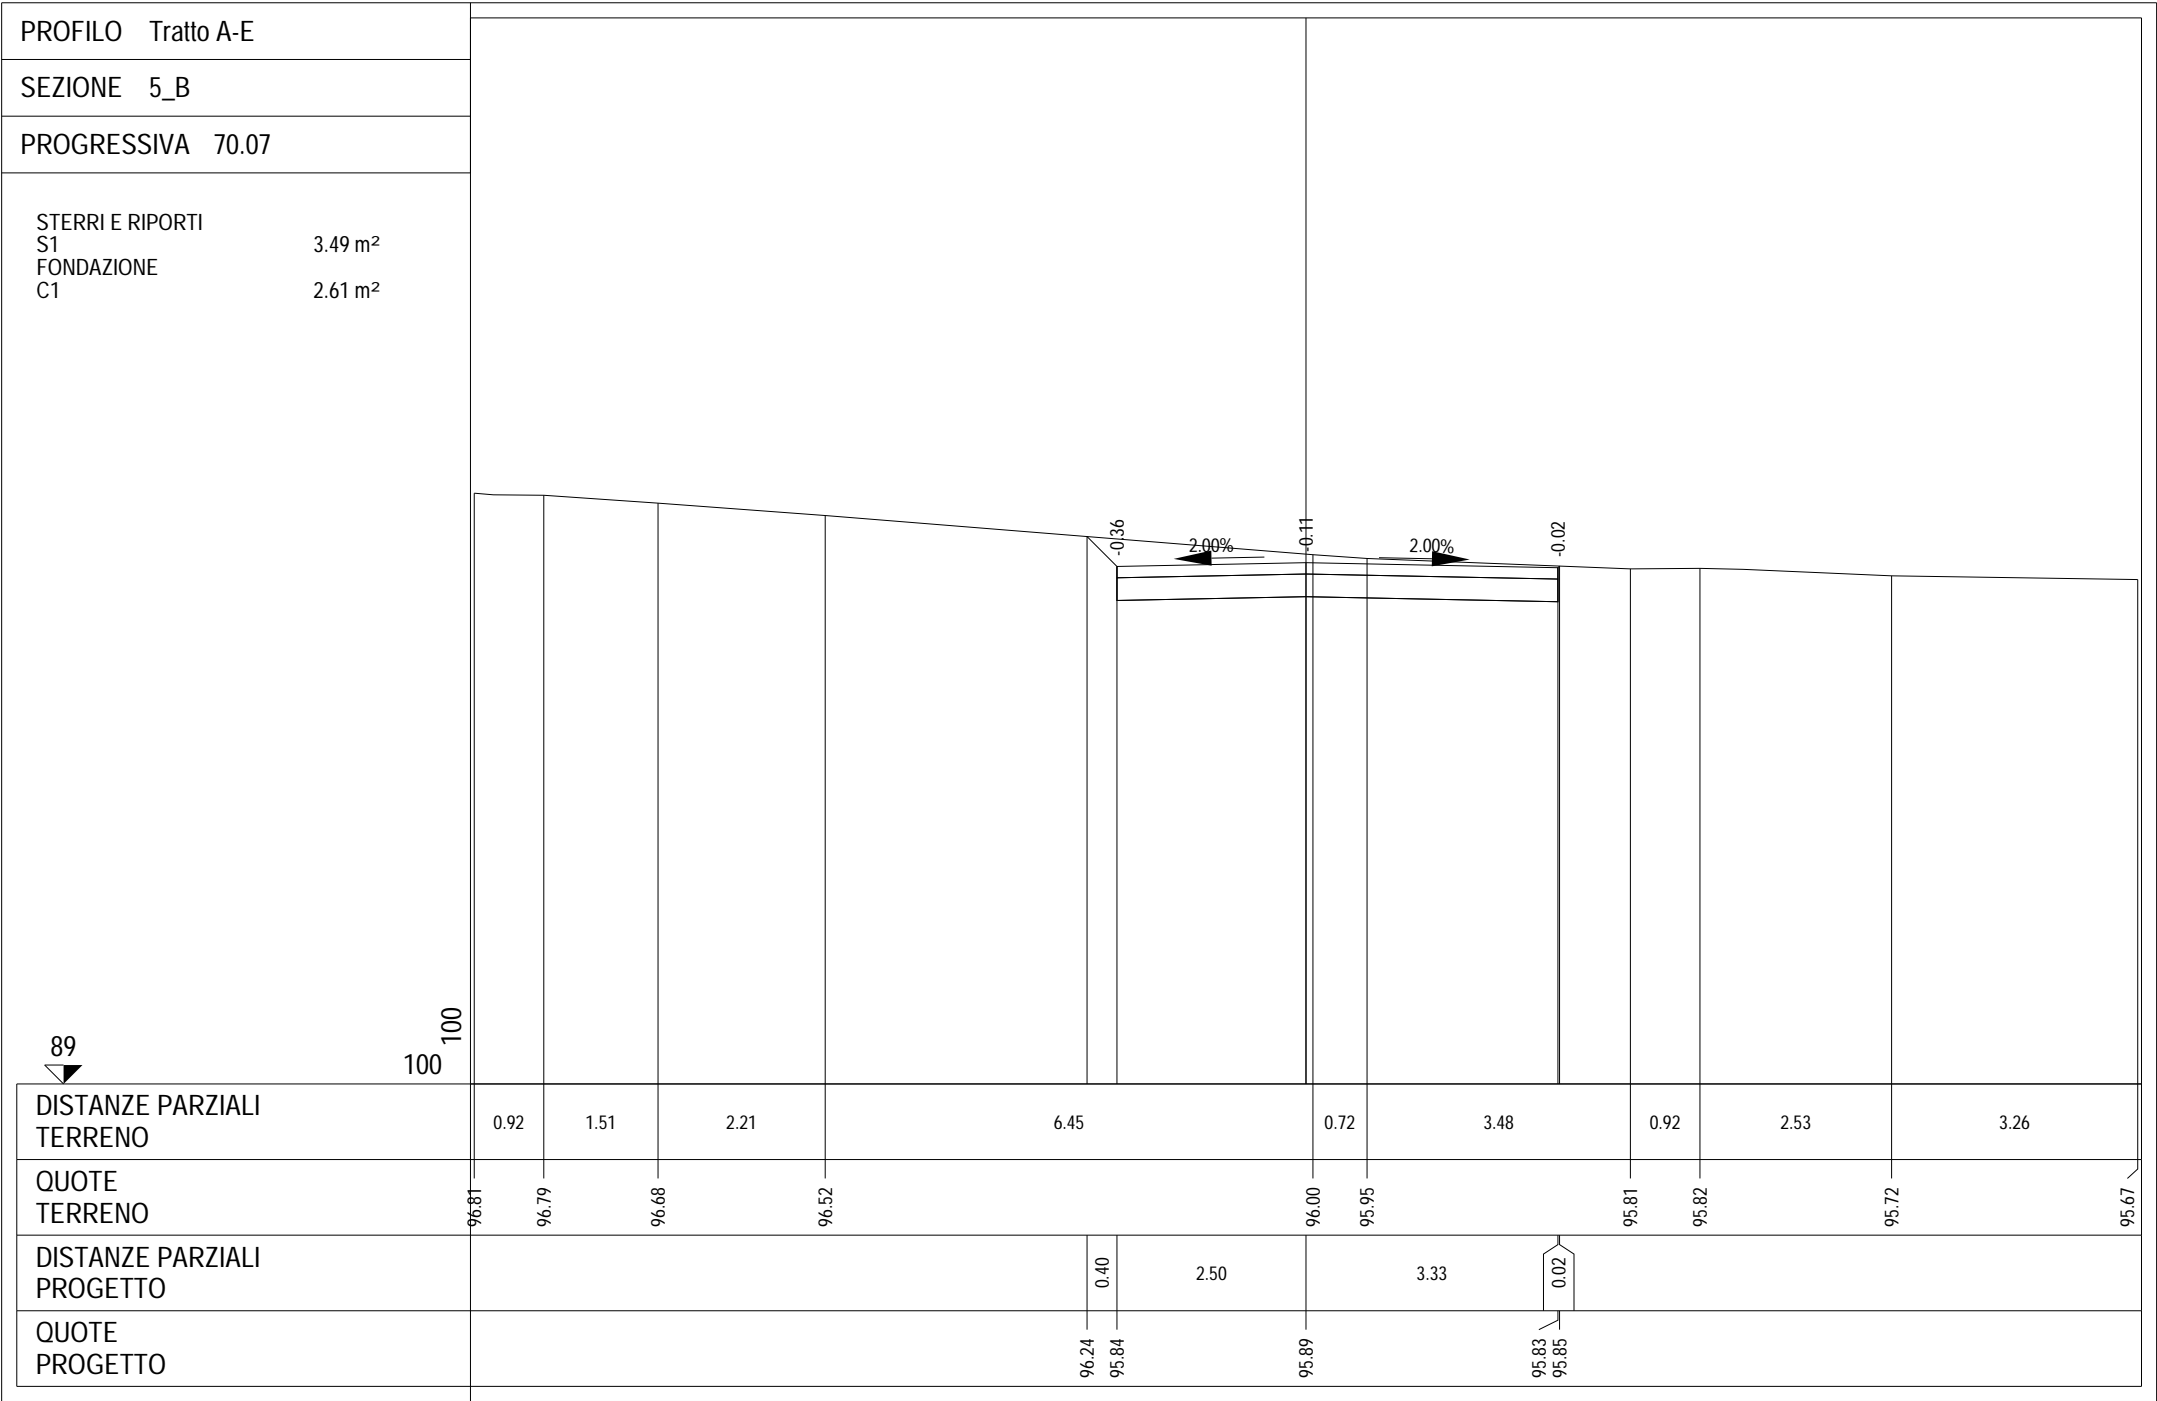 PROFILO Tratto A-E
SEZIONE 5_B
PROGRESSIVA 70.07
STERRI E RIPORTI
S1 3.49 m²
FONDAZIONE
C1 2.61 m²
-0.36
2.00%
-0.11
2.00%
-0.02
89
100
100
DISTANZE PARZIALI
TERRENO
0.92 1.51 2.21 6.45 0.72 3.48 0.92 2.53 3.26
QUOTE
TERRENO
96.81 96.79 96.68 96.52 96.00 95.95 95.81 95.82 95.72 95.67
DISTANZE PARZIALI
PROGETTO
0.40 2.50 3.33 0.02
QUOTE
PROGETTO
96.24 95.84 95.89 95.83 95.85